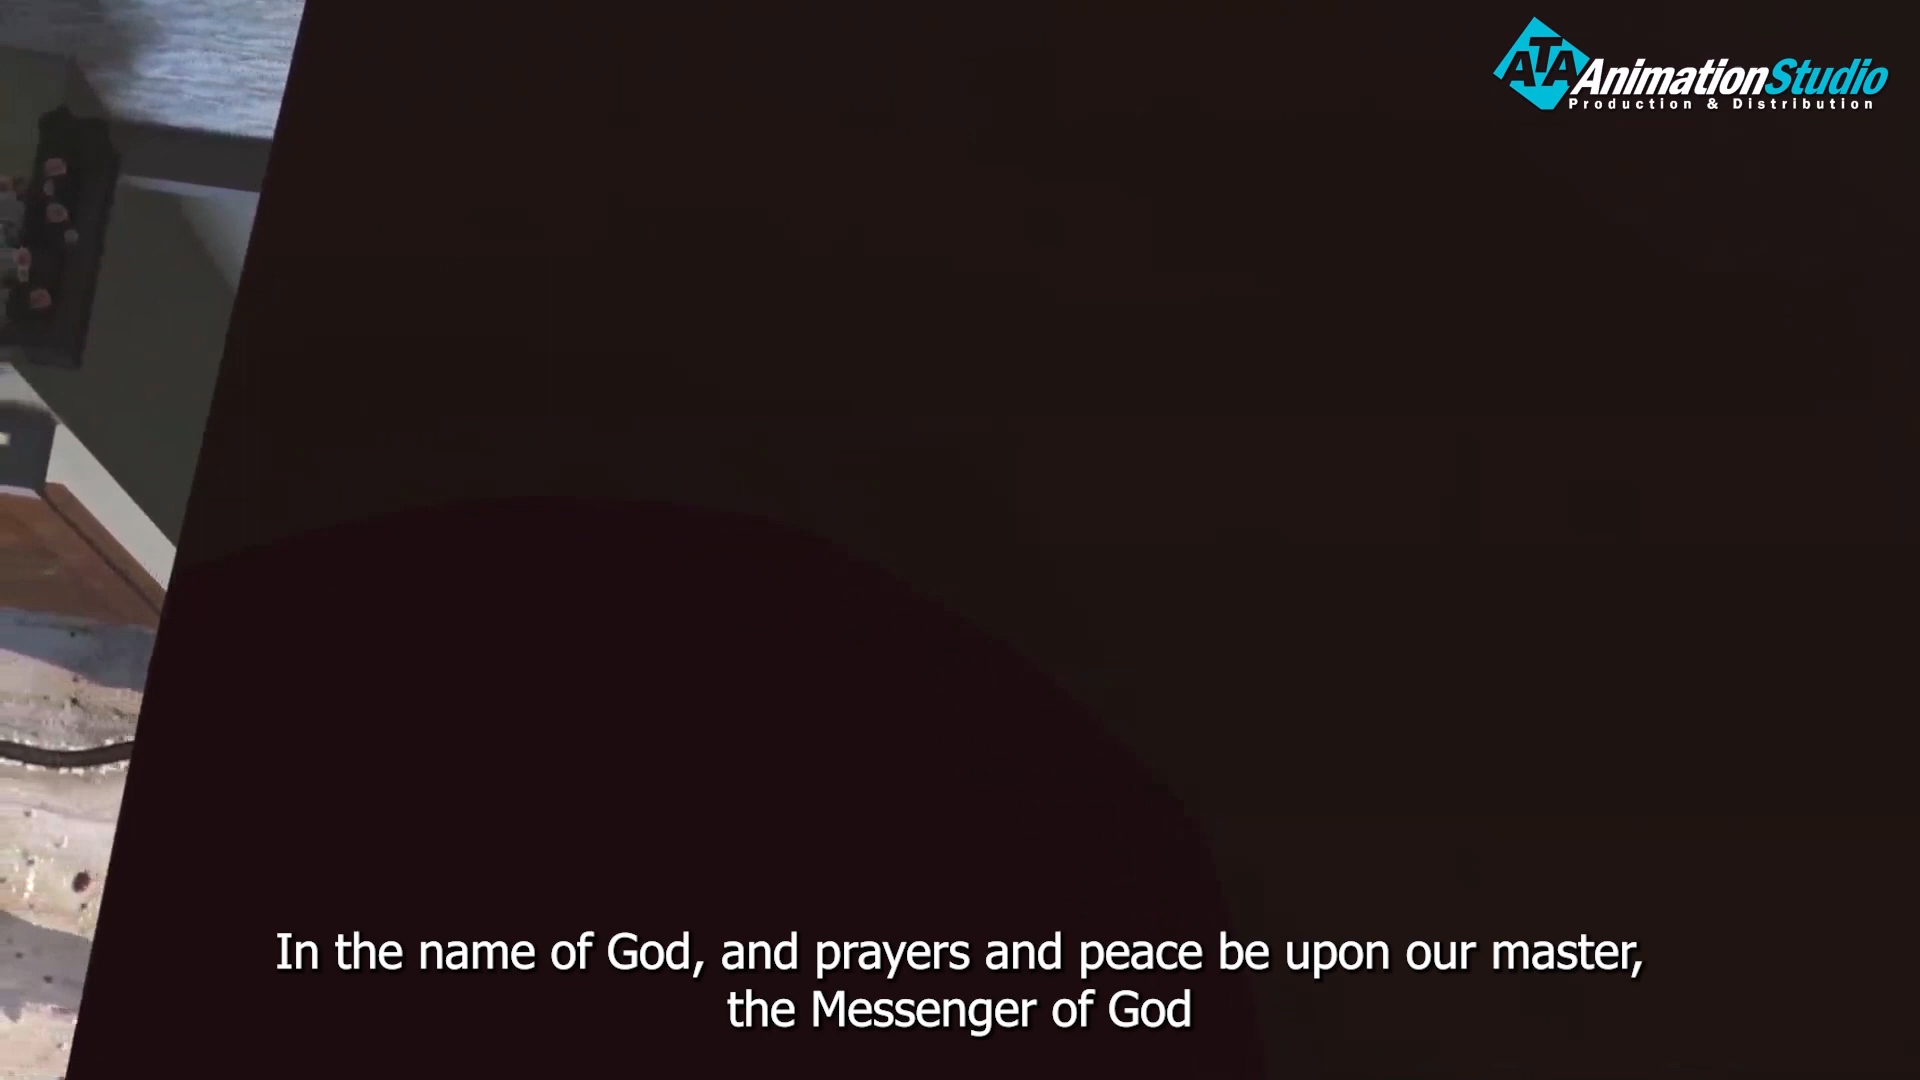 ATA AnimationStudio
Production & Distribution
In the name of God, and prayers and peace be upon our master,
the Messenger of God